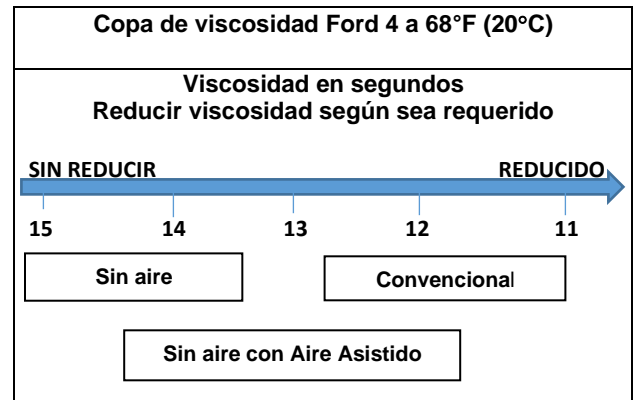 Copa de viscosidad Ford 4 a 68°F (20°C)
Viscosidad en segundos
Reducir viscosidad según sea requerido
SIN REDUCIR REDUCIDO
15 14 13 12 11
Sin aire Convencional
Sin aire con Aire Asistido